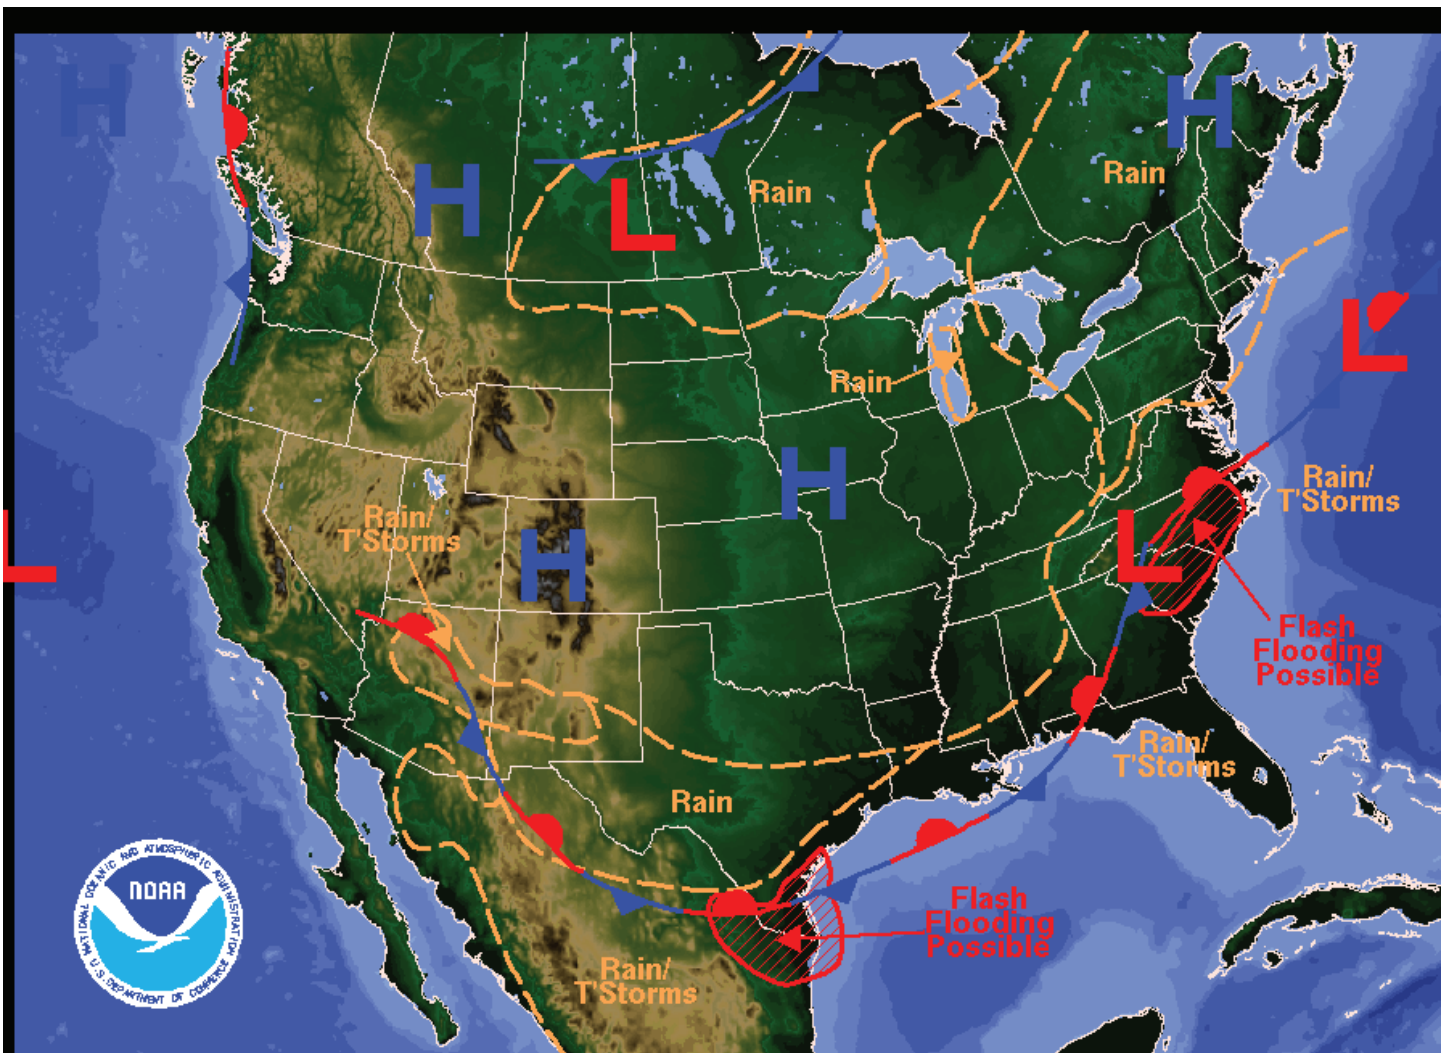 H
H
H
L
Rain
Rain
L
Rain
H
Rain/
T'Storms
Rain/
T'Storms
L
H
L
Flash
Flooding
Possible
Rain/
T'Storms
Rain
Flash
Flooding
Possible
Rain/
T'Storms
NOAA
NATIONAL OCEANIC AND ATMOSPHERIC ADMINISTRATION
U.S. DEPARTMENT OF COMMERCE